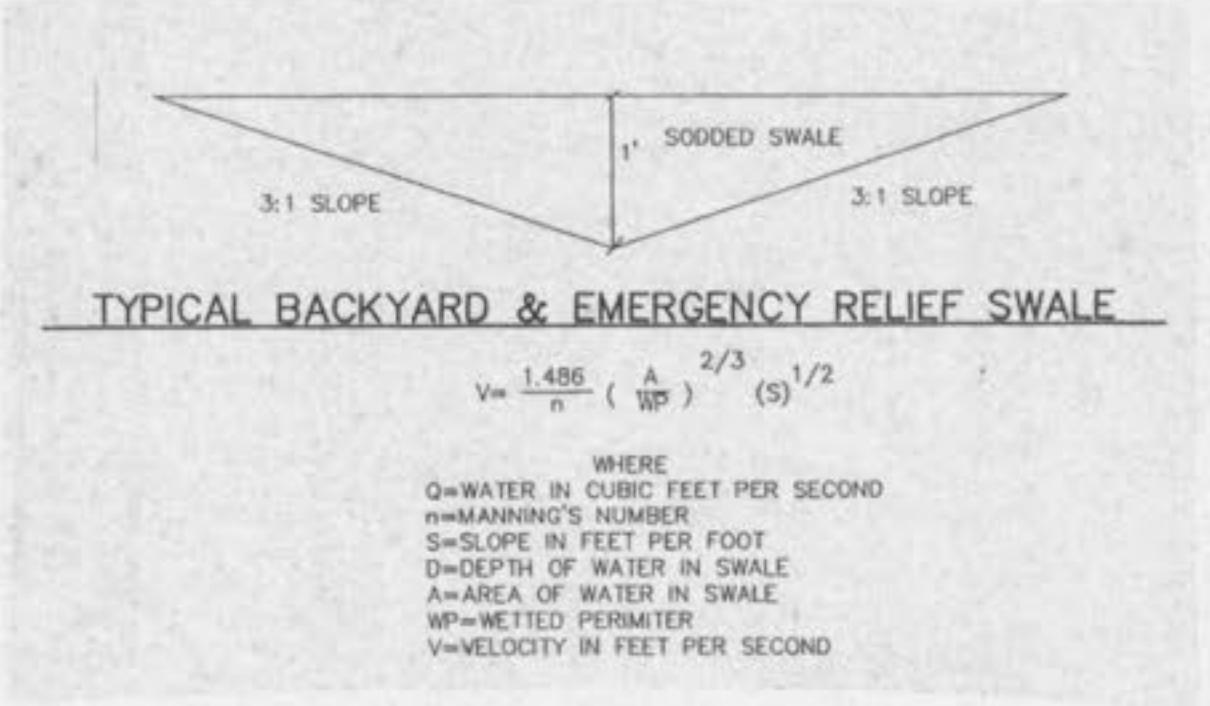 1' SODDED SWALE
3:1 SLOPE 3:1 SLOPE
TYPICAL BACKYARD & EMERGENCY RELIEF SWALE
V= 1.486/n ( A/WP )^2/3 (S)^1/2
WHERE
Q=WATER IN CUBIC FEET PER SECOND
n=MANNING'S NUMBER
S=SLOPE IN FEET PER FOOT
D=DEPTH OF WATER IN SWALE
A=AREA OF WATER IN SWALE
WP=WETTED PERIMITER
V=VELOCITY IN FEET PER SECOND